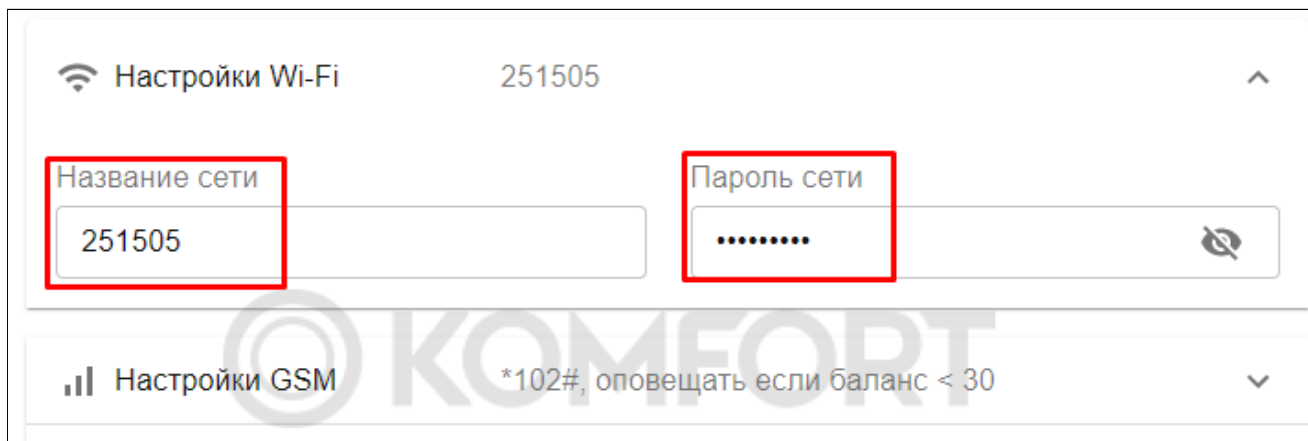 Настройки Wi-Fi 251505
Название сети Пароль сети
251505 •••••••••
KOMFORT
Настройки GSM *102#, оповещать если баланс < 30